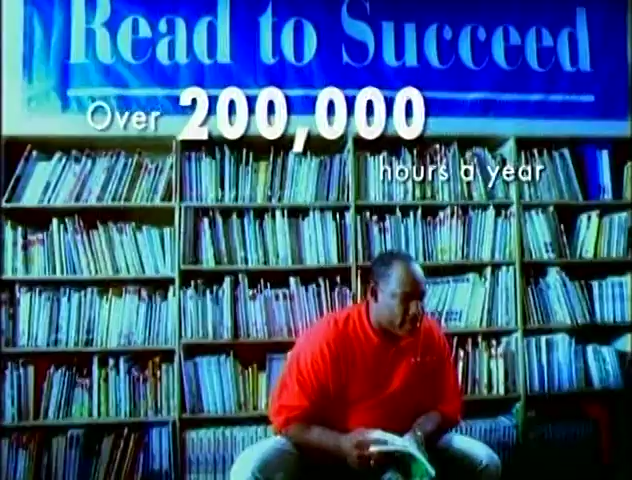 Read to Succeed
Over 200,000
hours a year